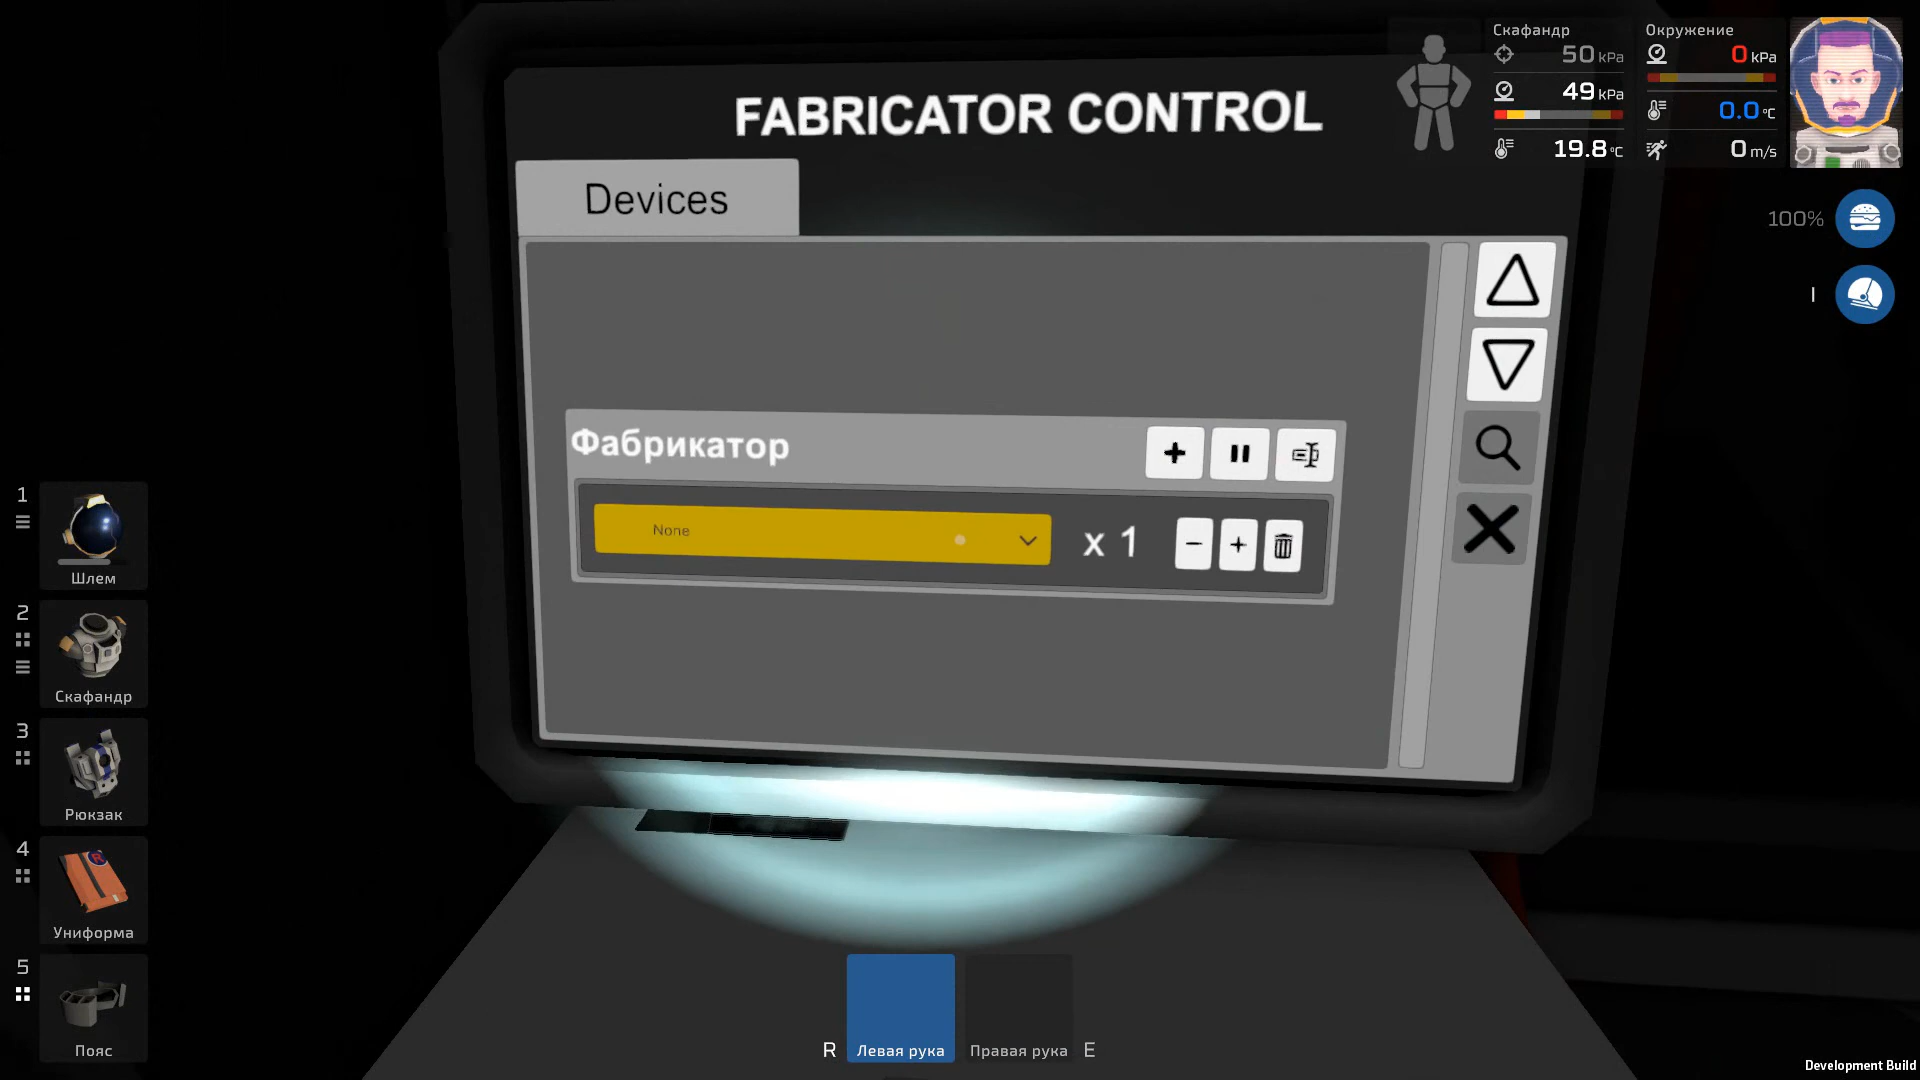 Скафандр
50 kPa
49 kPa
19.8 °C
Окружение
0 kPa
0.0 °C
0 m/s
100%
FABRICATOR CONTROL
Devices
Фабрикатор
None
x 1
1
Шлем
2
Скафандр
3
Рюкзак
4
Униформа
5
Пояс
R
Левая рука
Правая рука
E
Development Build